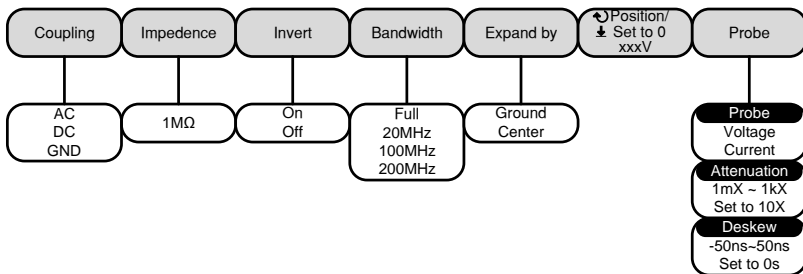 Coupling
Impedence
Invert
Bandwidth
Expand by
Position/
Set to 0
xxxV
Probe
AC
DC
GND
1MΩ
On
Off
Full
20MHz
100MHz
200MHz
Ground
Center
Probe
Voltage
Current
Attenuation
1mX ~ 1kX
Set to 10X
Deskew
-50ns~50ns
Set to 0s